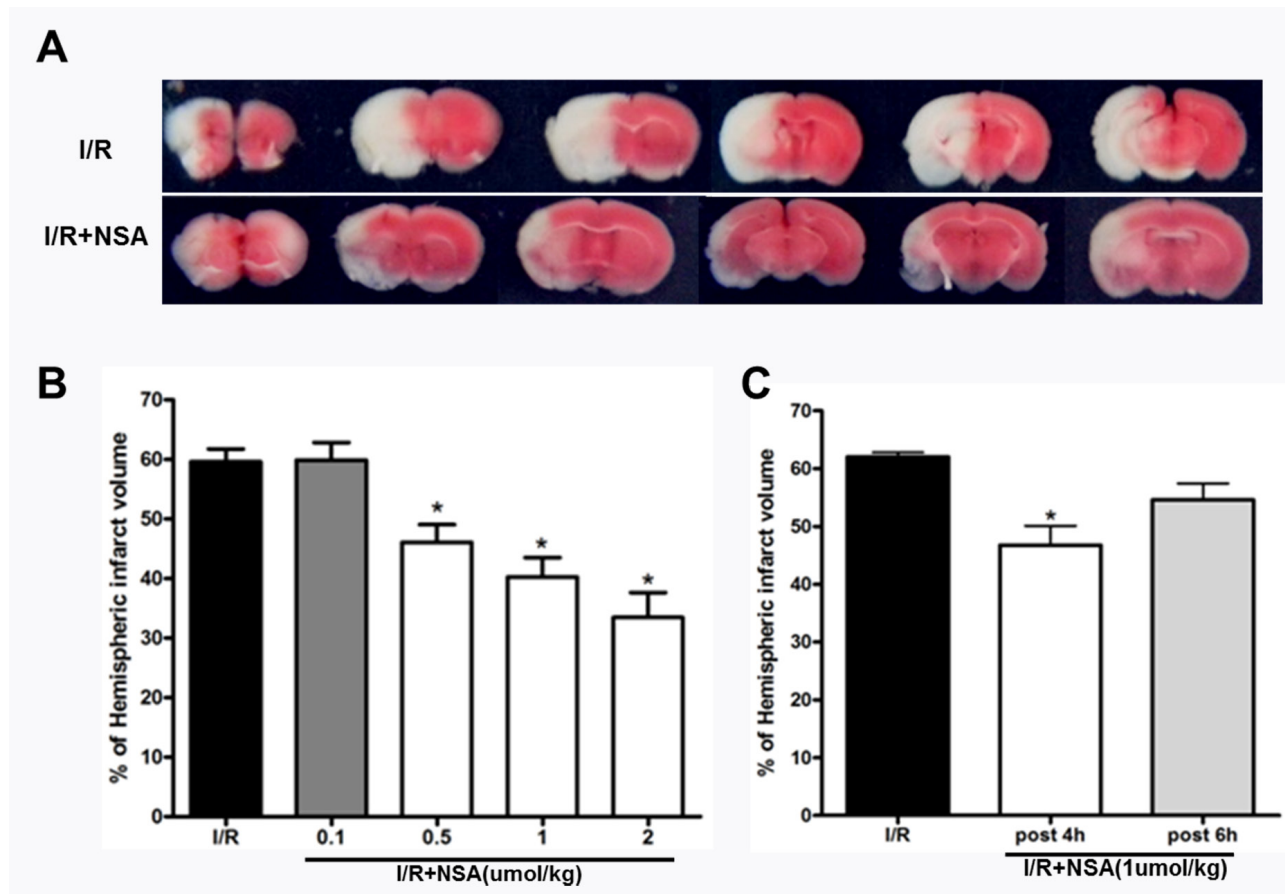 A
I/R
I/R+NSA
B
% of Hemispheric infarct volume
70
60
50
40
30
20
10
0
*
*
*
I/R
0.1
0.5
1
2
I/R+NSA(umol/kg)
C
% of Hemispheric infarct volume
70
60
50
40
30
20
10
0
*
I/R
post 4h
post 6h
I/R+NSA(1umol/kg)